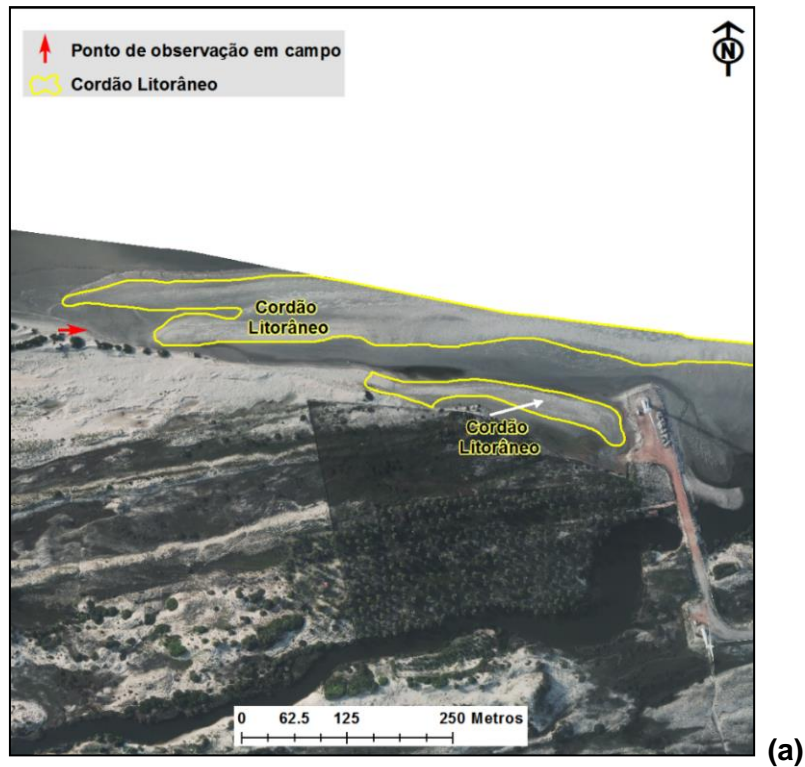 Ponto de observação em campo
Cordão Litorâneo
N
Cordão
Litorâneo
Cordão
Litorâneo
0 62.5 125 250 Metros
(a)